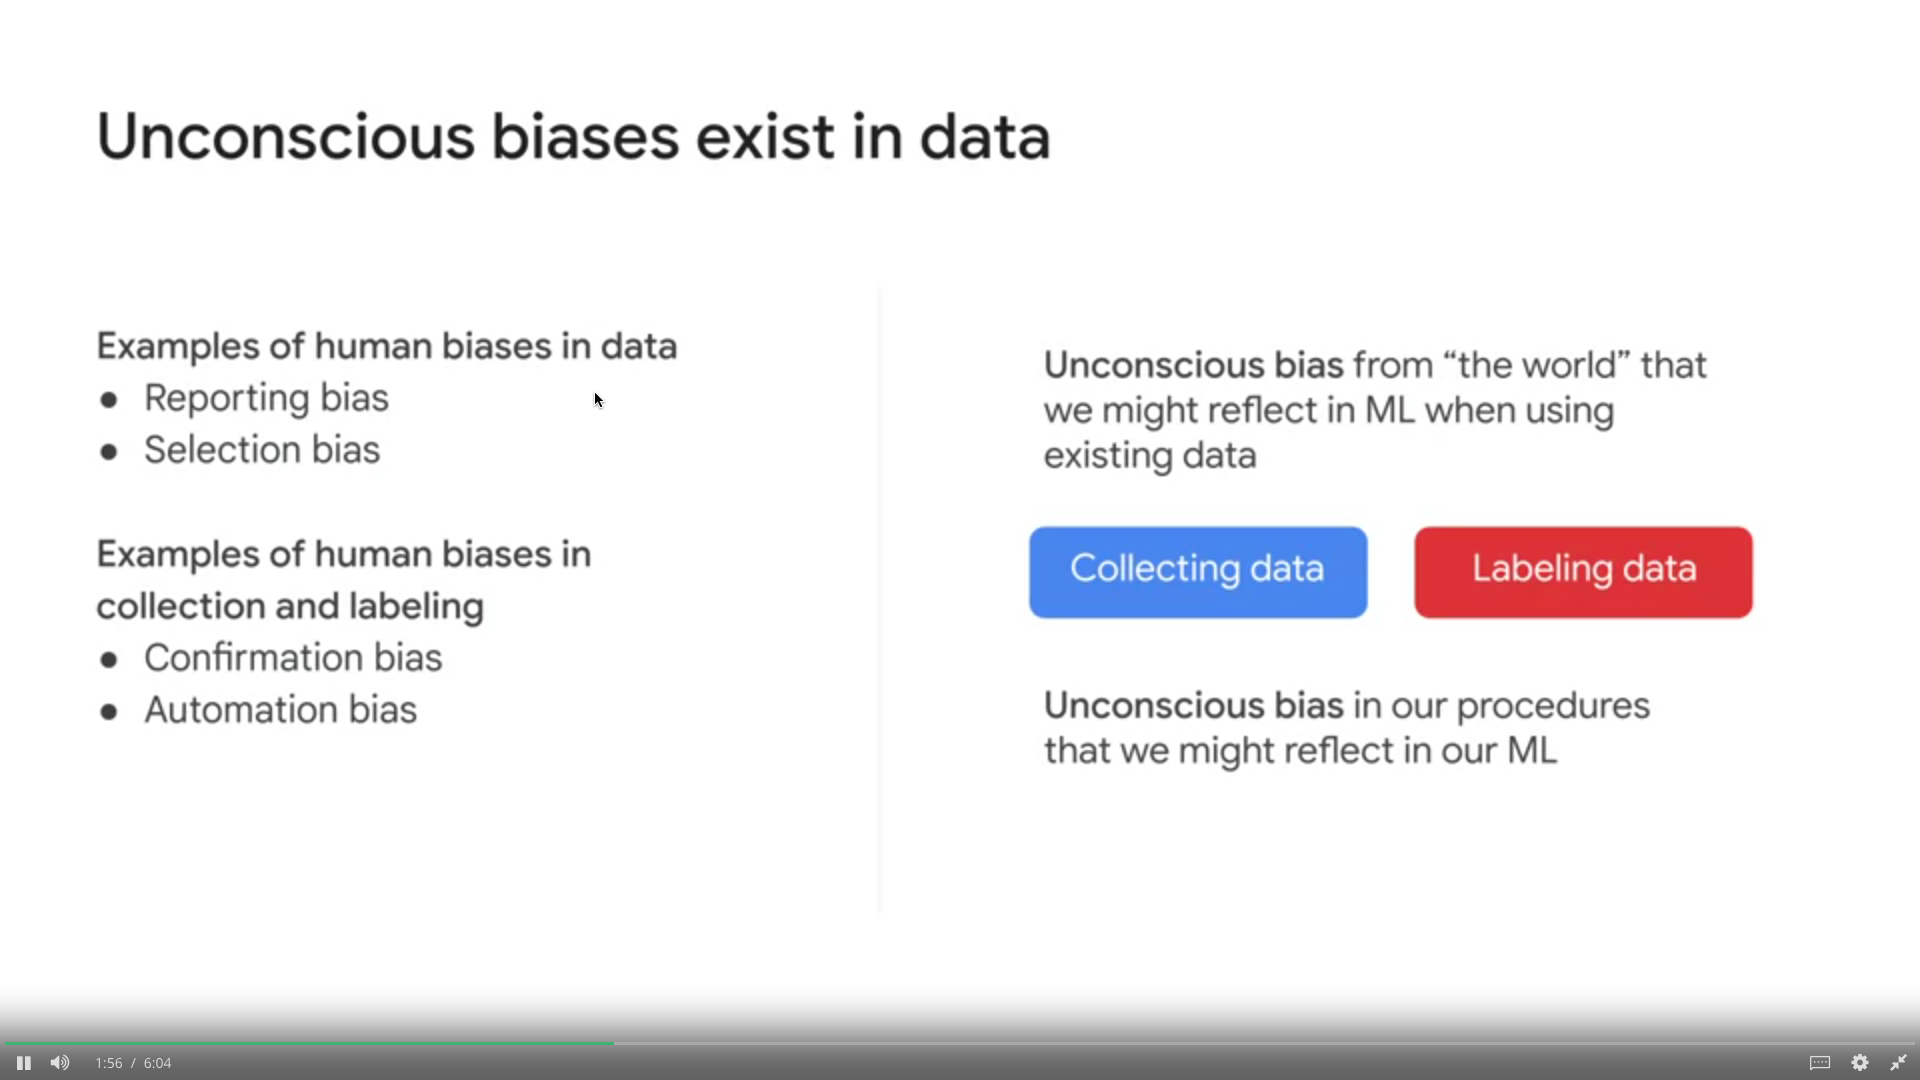 Unconscious biases exist in data
Examples of human biases in data
● Reporting bias
● Selection bias
Examples of human biases in
collection and labeling
● Confirmation bias
● Automation bias
Unconscious bias from “the world” that
we might reflect in ML when using
existing data
Collecting data
Labeling data
Unconscious bias in our procedures
that we might reflect in our ML
1:56 / 6:04